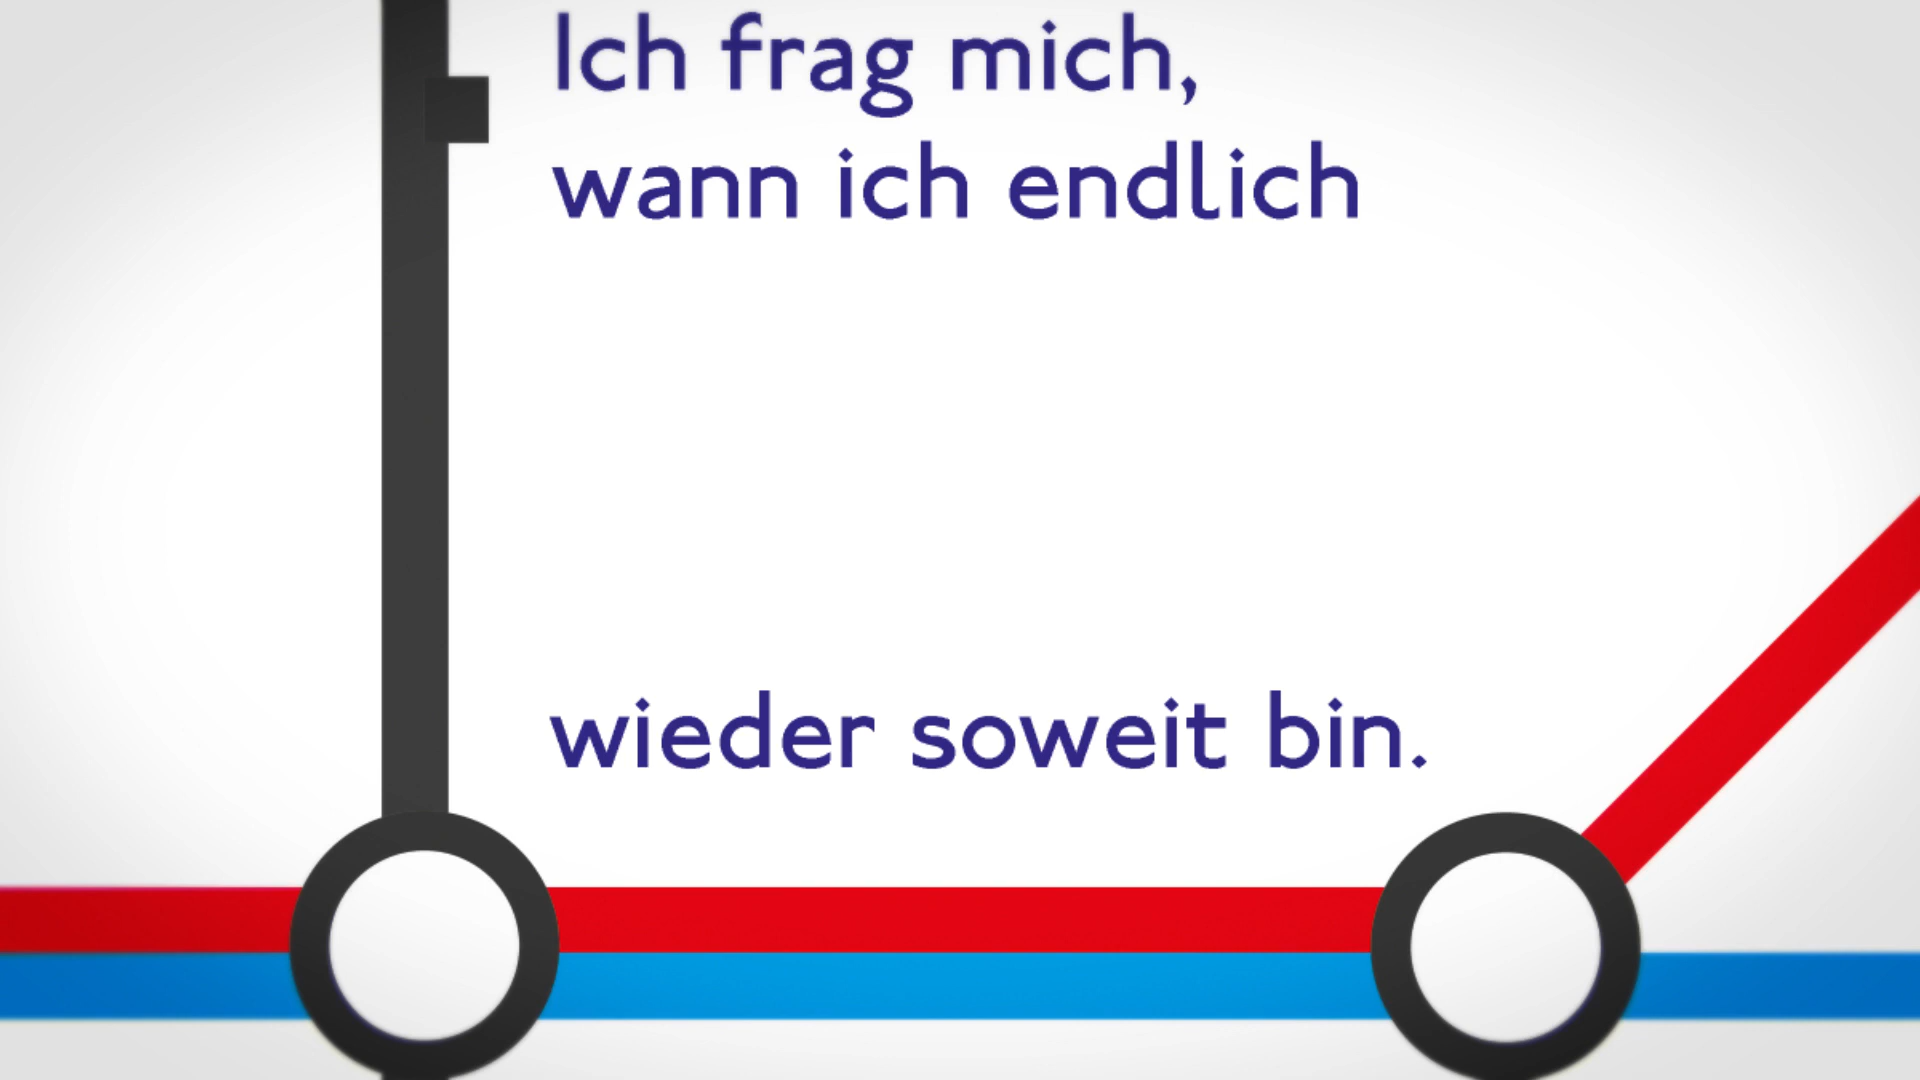 Ich frag mich,
wann ich endlich
wieder soweit bin.